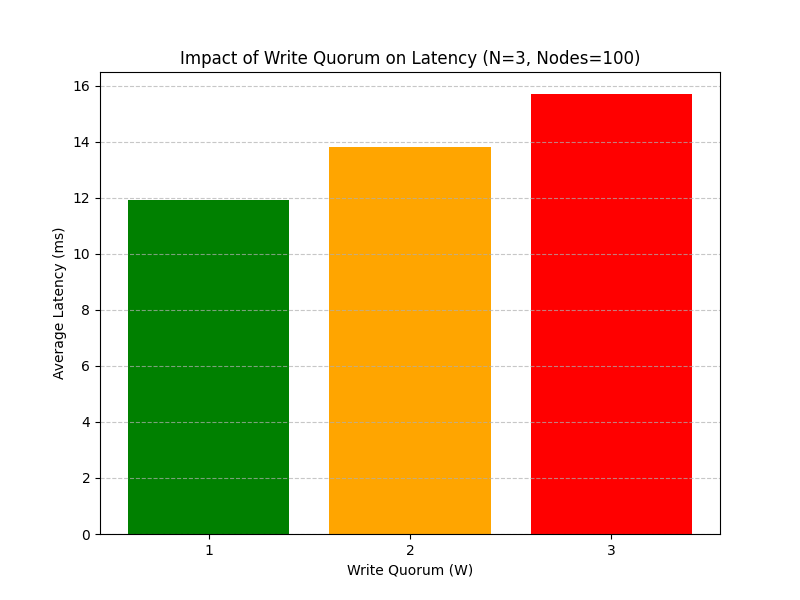 Impact of Write Quorum on Latency (N=3, Nodes=100)
16
14
12
10
8
6
4
2
0
Average Latency (ms)
1 2 3
Write Quorum (W)